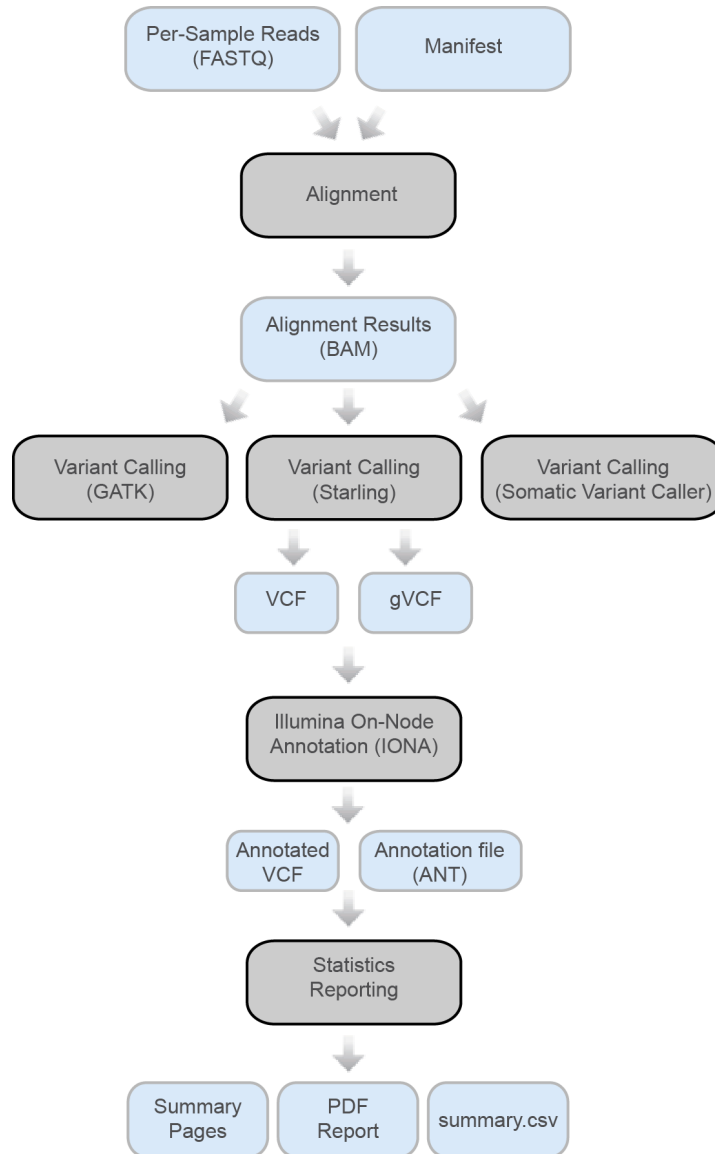 Per-Sample Reads
(FASTQ)
Manifest
Alignment
Alignment Results
(BAM)
Variant Calling
(GATK)
Variant Calling
(Starling)
Variant Calling
(Somatic Variant Caller)
VCF
gVCF
Illumina On-Node
Annotation (IONA)
Annotated
VCF
Annotation file
(ANT)
Statistics
Reporting
Summary
Pages
PDF
Report
summary.csv